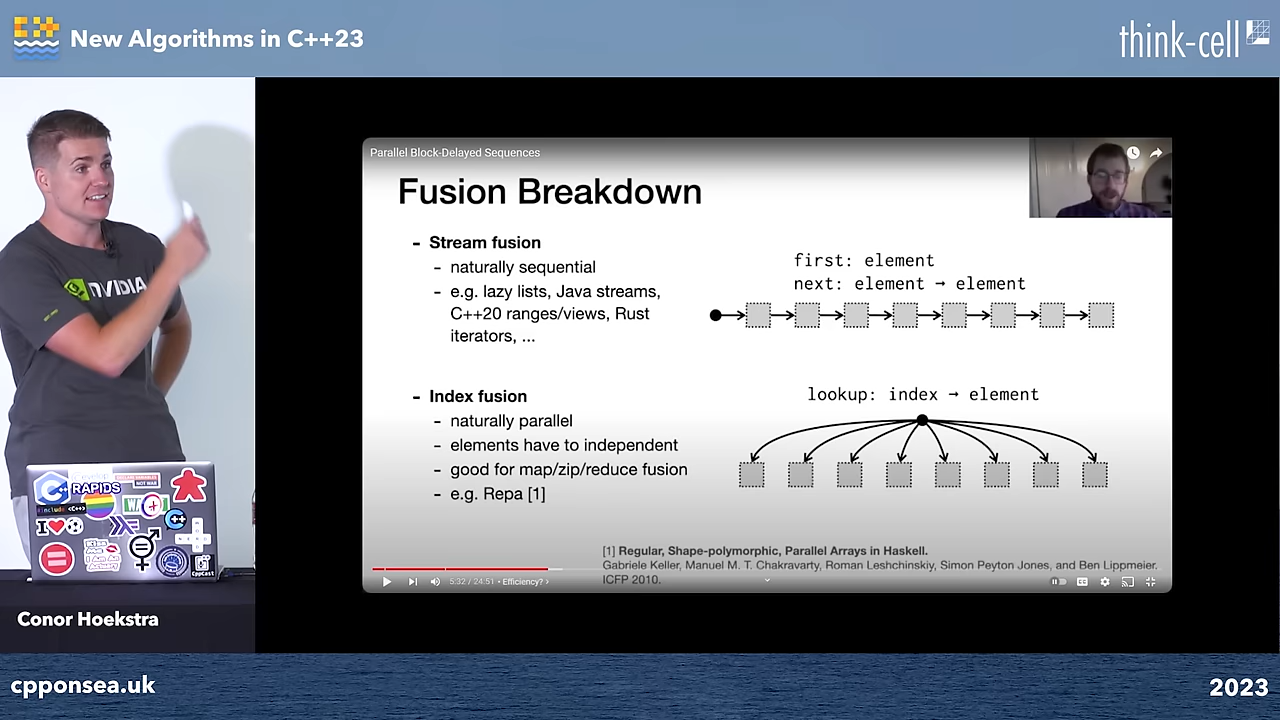 New Algorithms in C++23
think-cell
Parallel Block-Delayed Sequences
Fusion Breakdown
- Stream fusion
- naturally sequential
- e.g. lazy lists, Java streams,
C++20 ranges/views, Rust
iterators, ...
first: element
next: element → element
- Index fusion
- naturally parallel
- elements have to independent
- good for map/zip/reduce fusion
- e.g. Repa [1]
lookup: index → element
[1] Regular, Shape-polymorphic, Parallel Arrays in Haskell.
Gabriele Keller, Manuel M. T. Chakravarty, Roman Leshchinskiy, Simon Peyton Jones, and Ben Lippmeier.
ICFP 2010.
5:32 / 24:51 • Efficiency? ›
NVIDIA
C++
RAPIDS
#include <C++>
I
CppCast
Conor Hoekstra
cpponsea.uk
2023